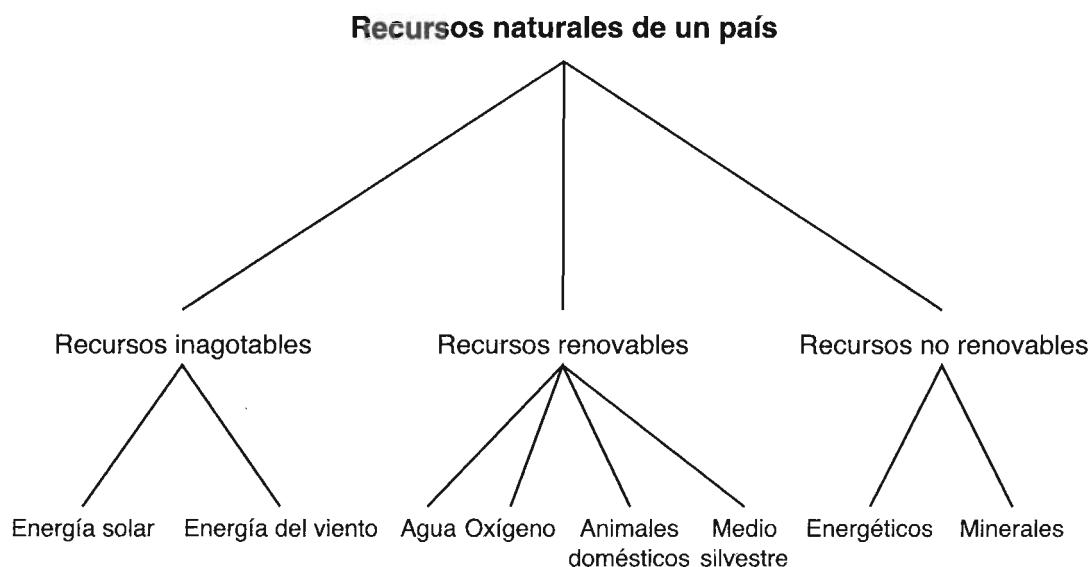 Recursos naturales de un país
Recursos inagotables
Recursos renovables
Recursos no renovables
Energía solar
Energía del viento
Agua
Oxígeno
Animales
domésticos
Medio
silvestre
Energéticos
Minerales